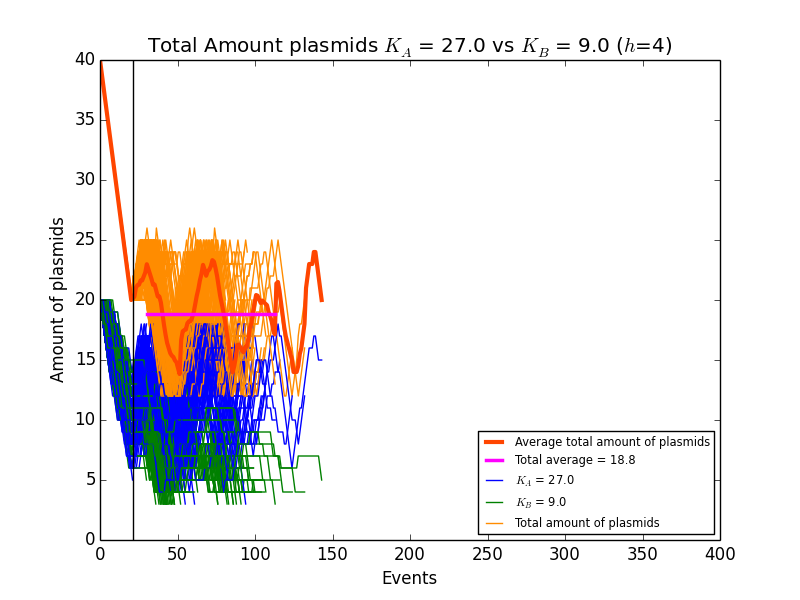 Total Amount plasmids K_A = 27.0 vs K_B = 9.0 (h=4)
40
35
30
25
20
15
10
5
0
Amount of plasmids
0 50 100 150 200 250 300 350 400
Events
Average total amount of plasmids
Total average = 18.8
K_A = 27.0
K_B = 9.0
Total amount of plasmids